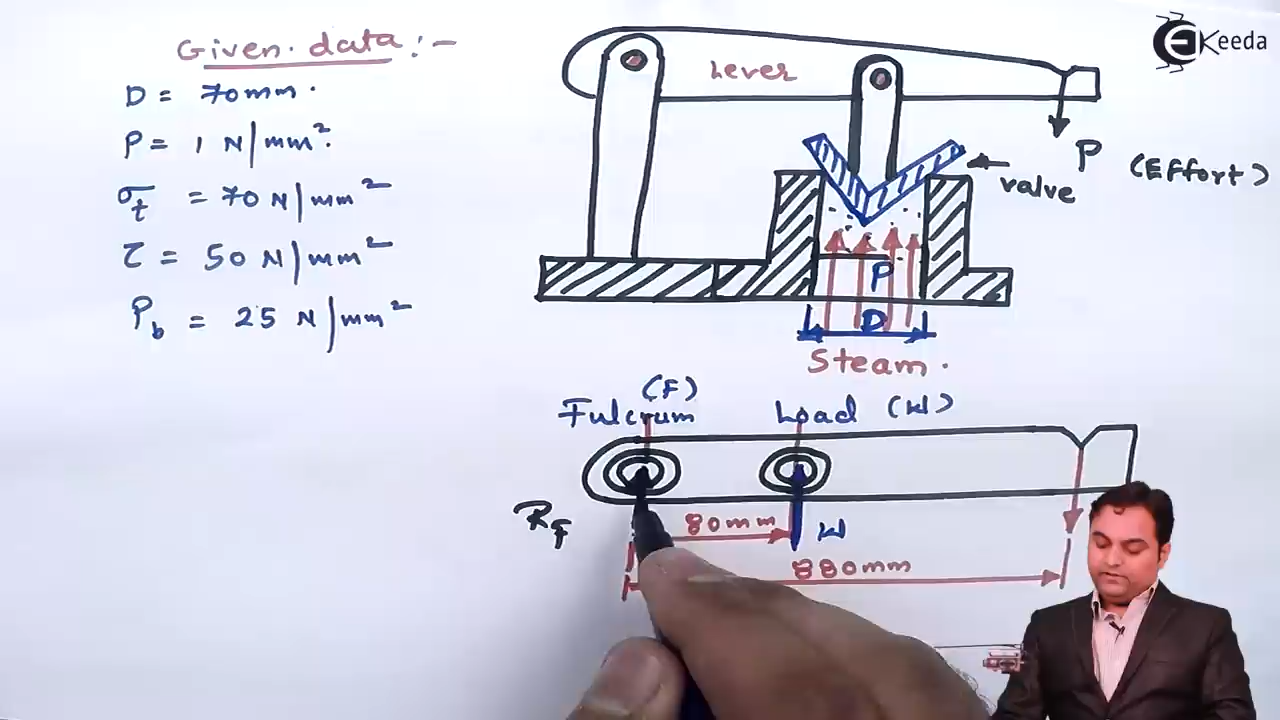 Given data :-
D = 70mm.
P = 1 N/mm²
σt = 70 N/mm²
τ = 50 N/mm²
Pb = 25 N/mm²
EKeeda
Lever
P (Effort)
valve
P
D
Steam.
(F)
Fulcrum
Load (W)
RF
80mm
W
880mm